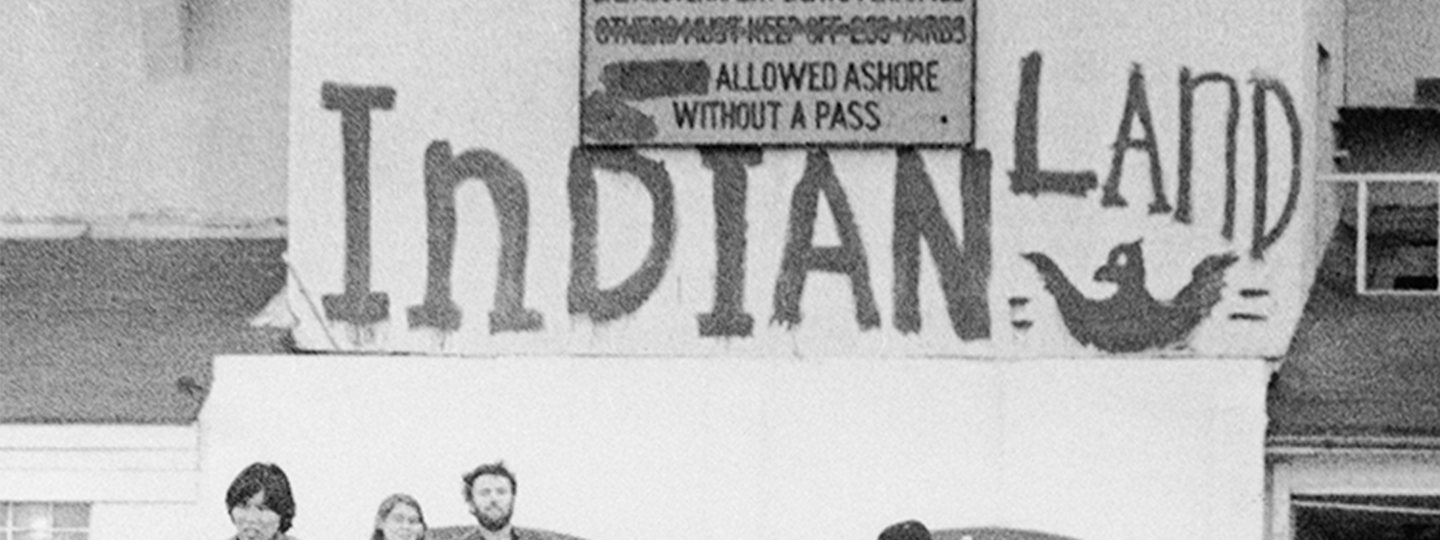 OTHERS MUST KEEP OFF 200 YARDS
ALLOWED ASHORE
WITHOUT A PASS
InDIAN LAnD